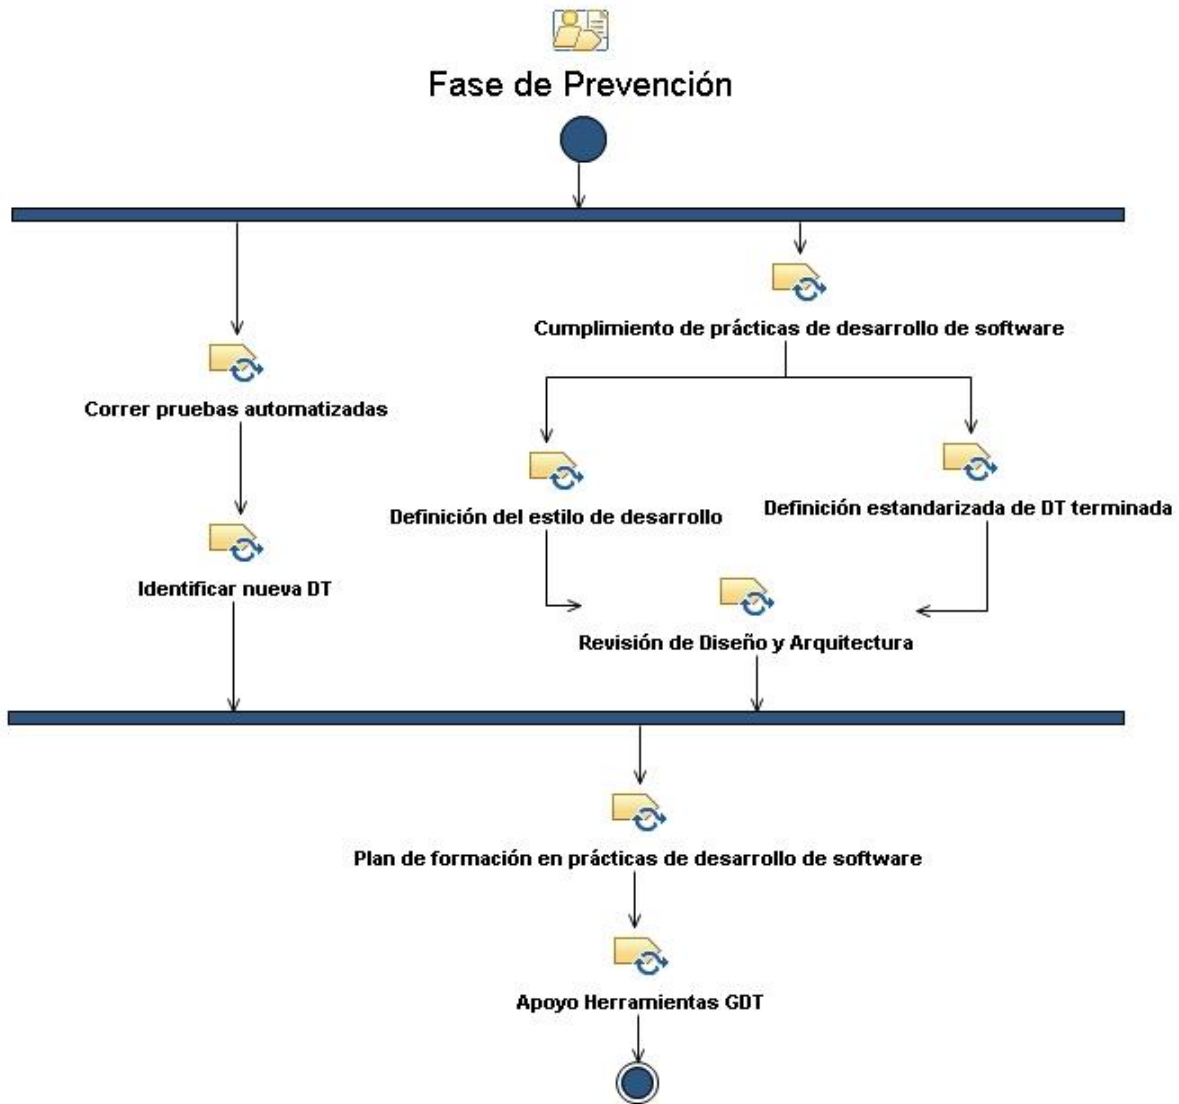 Fase de Prevención
Cumplimiento de prácticas de desarrollo de software
Correr pruebas automatizadas
Definición del estilo de desarrollo
Definición estandarizada de DT terminada
Identificar nueva DT
Revisión de Diseño y Arquitectura
Plan de formación en prácticas de desarrollo de software
Apoyo Herramientas GDT